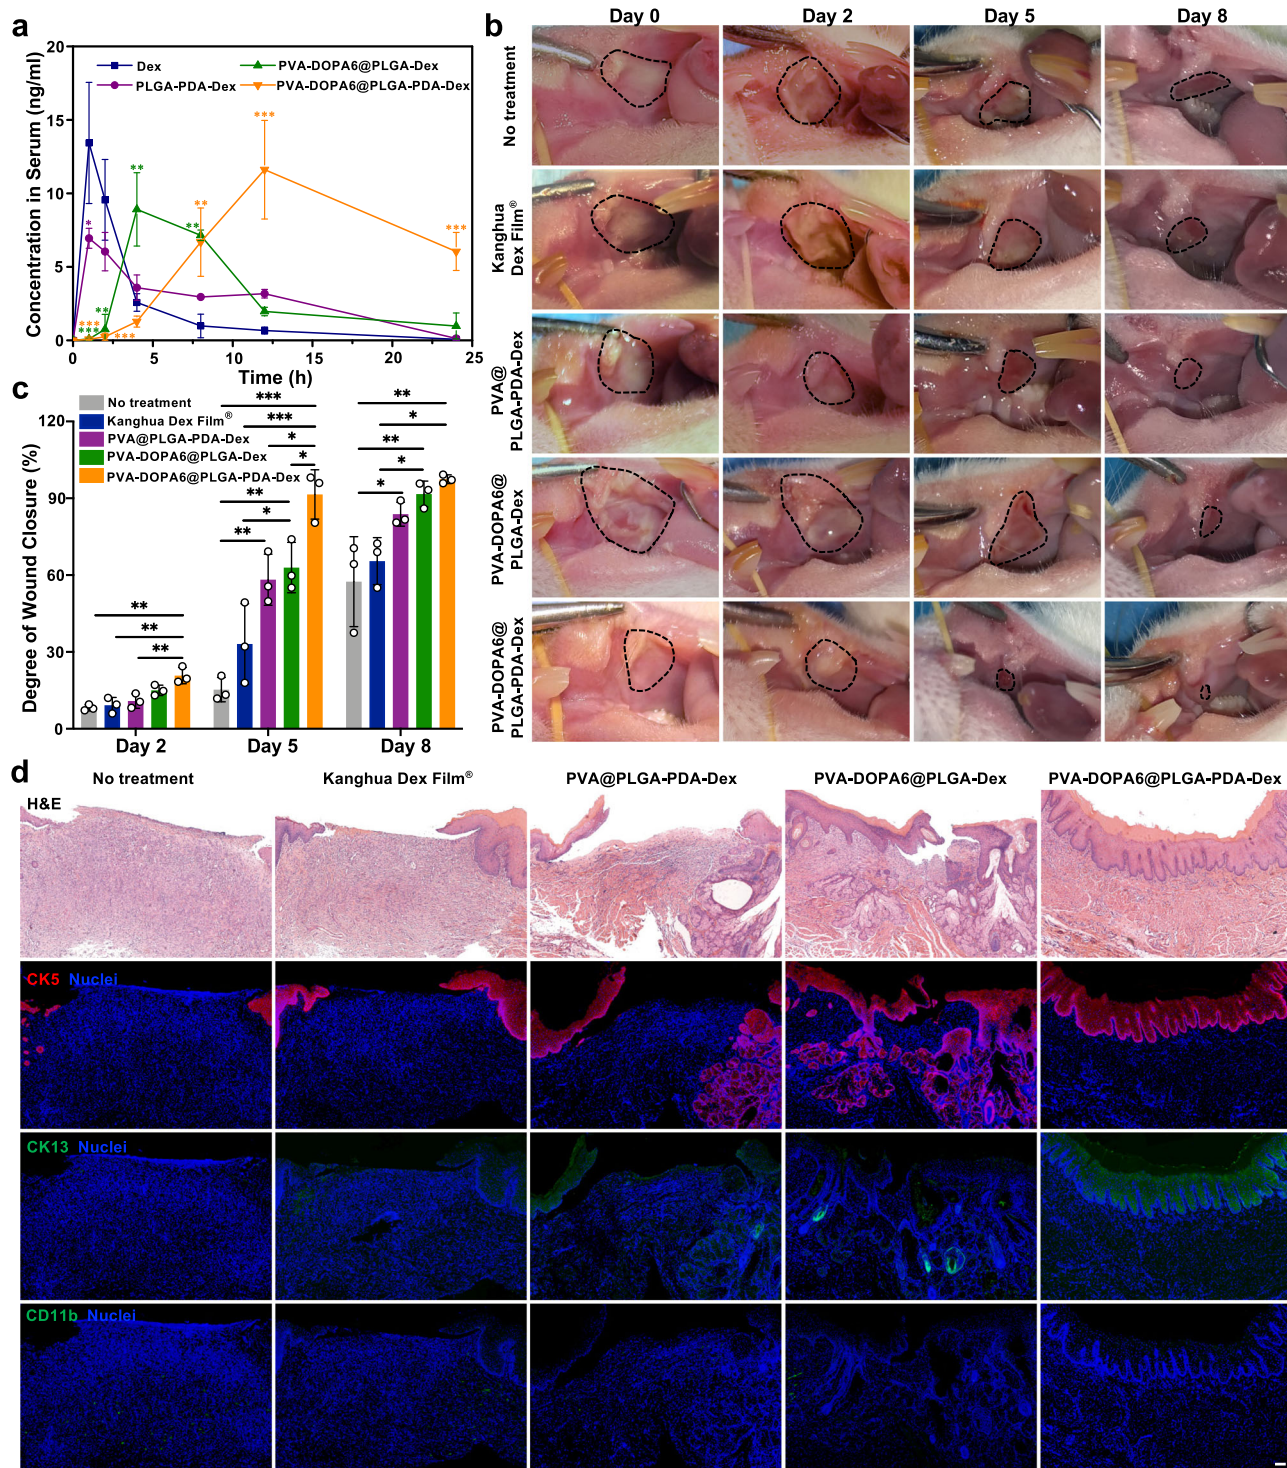 a
20
15
10
5
0
Concentration in Serum (ng/ml)
Dex
PLGA-PDA-Dex
PVA-DOPA6@PLGA-Dex
PVA-DOPA6@PLGA-PDA-Dex
*
***
***
**
***
**
**
**
***
***
0 5 10 15 20 25
Time (h)
b
Day 0 Day 2 Day 5 Day 8
No treatment
Kanghua
Dex Film®
PVA@
PLGA-PDA-Dex
PVA-DOPA6@
PLGA-Dex
PVA-DOPA6@
PLGA-PDA-Dex
c
120
90
60
30
0
Degree of Wound Closure (%)
No treatment
Kanghua Dex Film®
PVA@PLGA-PDA-Dex
PVA-DOPA6@PLGA-Dex
PVA-DOPA6@PLGA-PDA-Dex
**
**
**
***
***
*
*
**
*
**
**
*
**
*
*
Day 2 Day 5 Day 8
d
No treatment Kanghua Dex Film® PVA@PLGA-PDA-Dex PVA-DOPA6@PLGA-Dex PVA-DOPA6@PLGA-PDA-Dex
H&E
CK5 Nuclei
CK13 Nuclei
CD11b Nuclei